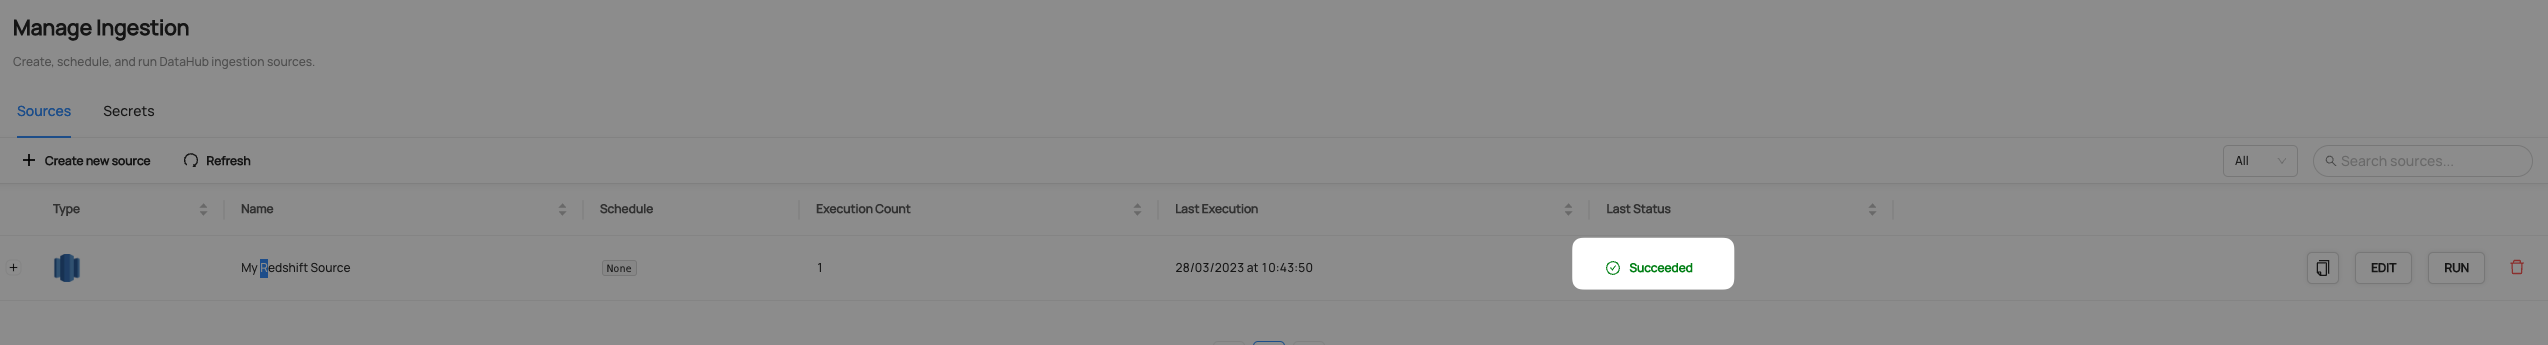 Manage Ingestion
Create, schedule, and run DataHub ingestion sources.
Sources Secrets
Create new source Refresh All Search sources...
Type Name Schedule Execution Count Last Execution Last Status
My Redshift Source None 1 28/03/2023 at 10:43:50 Succeeded EDIT RUN